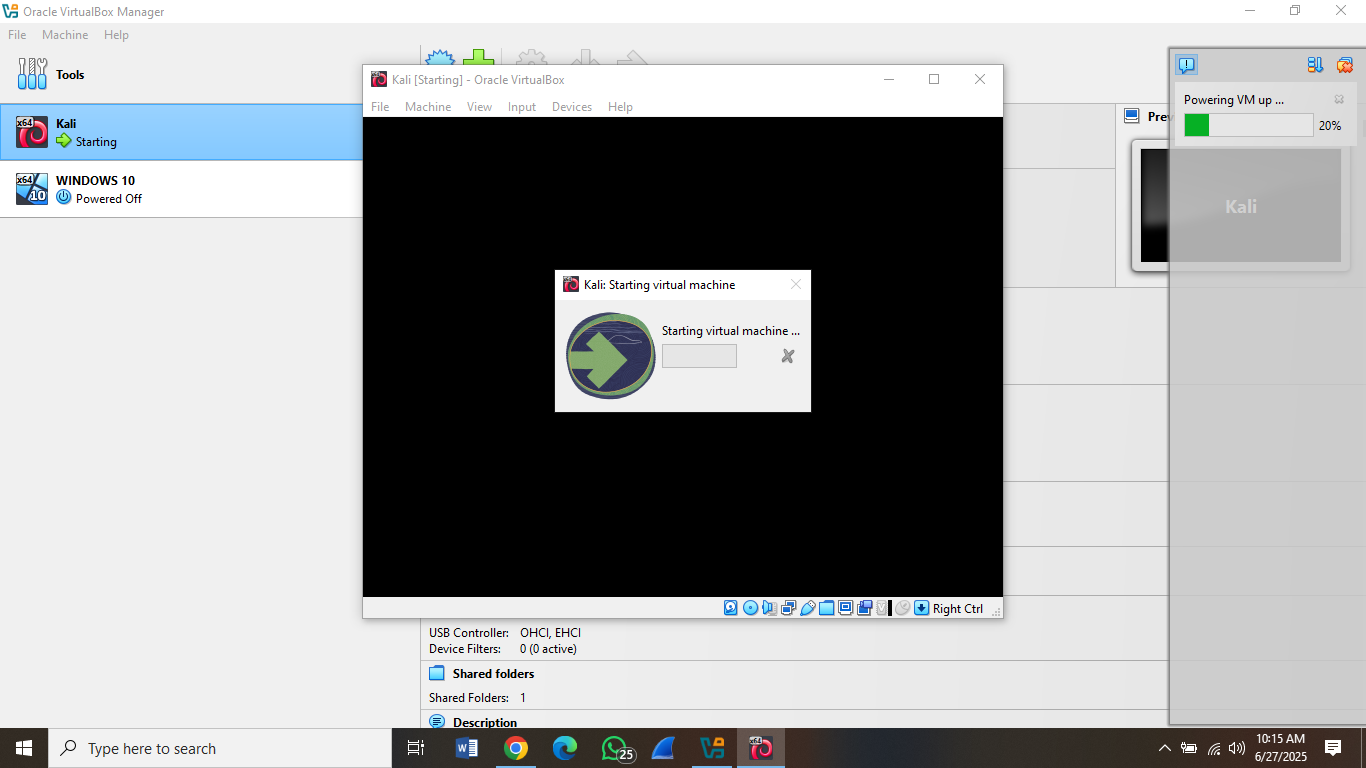 Oracle VirtualBox Manager
File Machine Help
Tools
x64 Kali
Starting
x64 10 WINDOWS 10
Powered Off
Kali [Starting] - Oracle VirtualBox
File Machine View Input Devices Help
Kali: Starting virtual machine
Starting virtual machine ...
Right Ctrl
Prev
Powering VM up ...
20%
Kali
USB Controller: OHCI, EHCI
Device Filters: 0 (0 active)
Shared folders
Shared Folders: 1
Description
Type here to search
25
x64
10:15 AM
6/27/2025